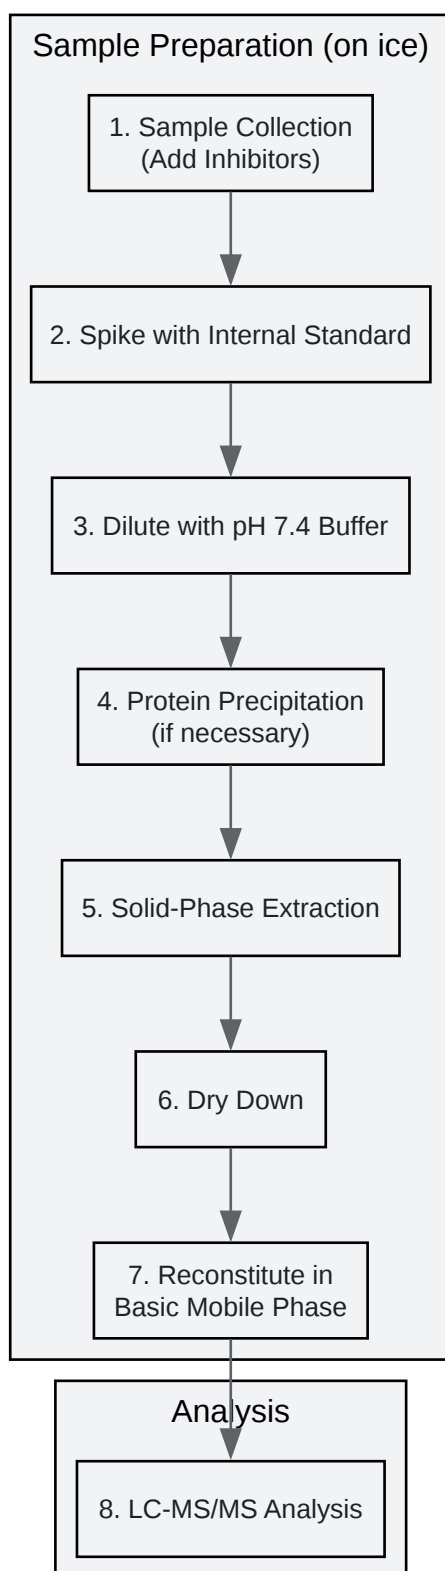 Sample Preparation (on ice)
1. Sample Collection
(Add Inhibitors)
2. Spike with Internal Standard
3. Dilute with pH 7.4 Buffer
4. Protein Precipitation
(if necessary)
5. Solid-Phase Extraction
6. Dry Down
7. Reconstitute in
Basic Mobile Phase
Analysis
8. LC-MS/MS Analysis